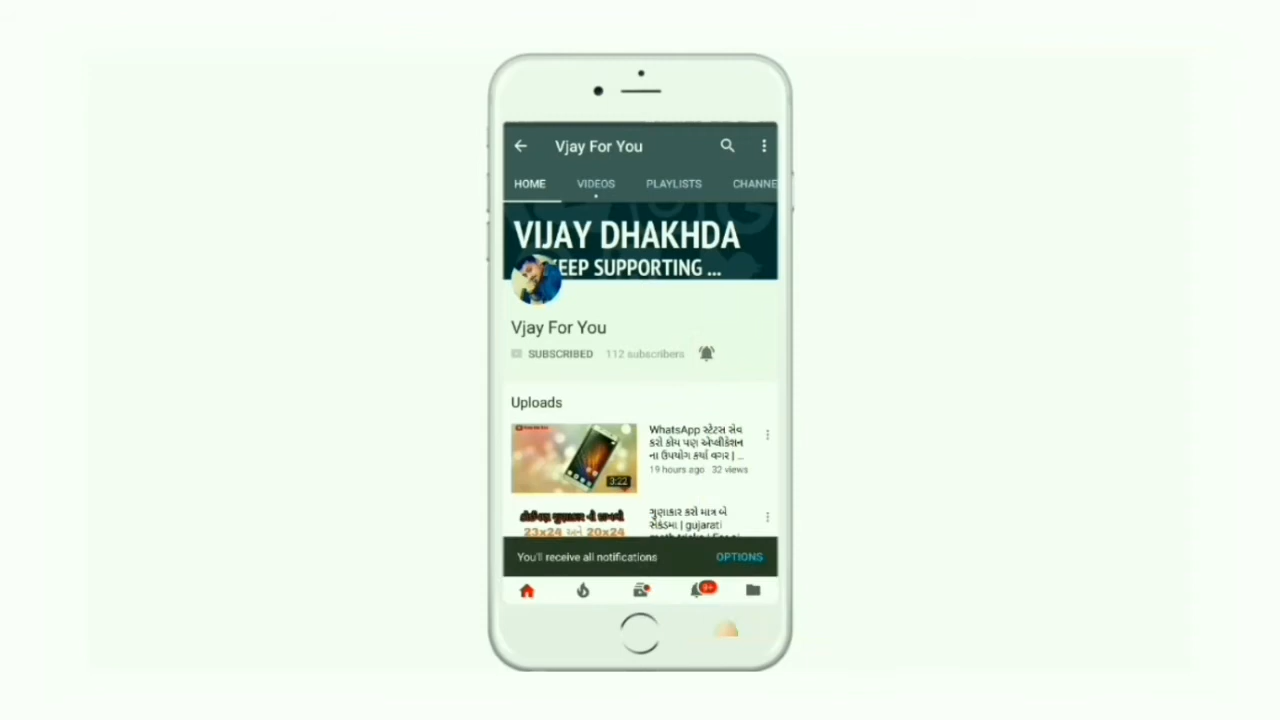 Vjay For You
HOME VIDEOS PLAYLISTS CHANNE
VIJAY DHAKHDA
KEEP SUPPORTING ...
Vjay For You
SUBSCRIBED 112 subscribers
Uploads
WhatsApp સ્ટેટસ સેવ
કરો કોય પણ એપ્લીકેશન
ના ઉપયોગ કર્યા વગર | ...
19 hours ago 32 views
3:22
ગુણાકાર કરો માત્ર બે
સેકંડમા | gujarati
ગુણાકાર નો
23x24 અને 20x24
You'll receive all notifications OPTIONS
9+